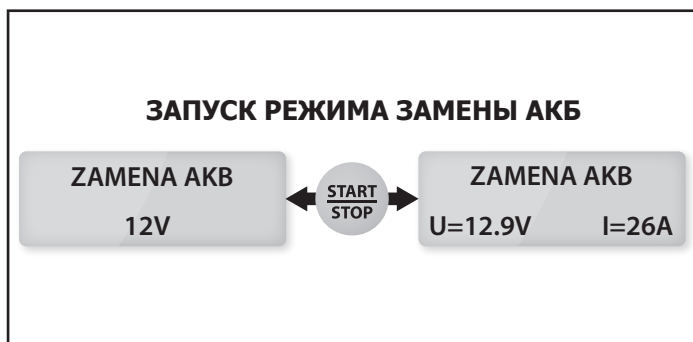 ЗАПУСК РЕЖИМА ЗАМЕНЫ АКБ
ZAMENA AKB
12V
START
STOP
ZAMENA AKB
U=12.9V I=26A